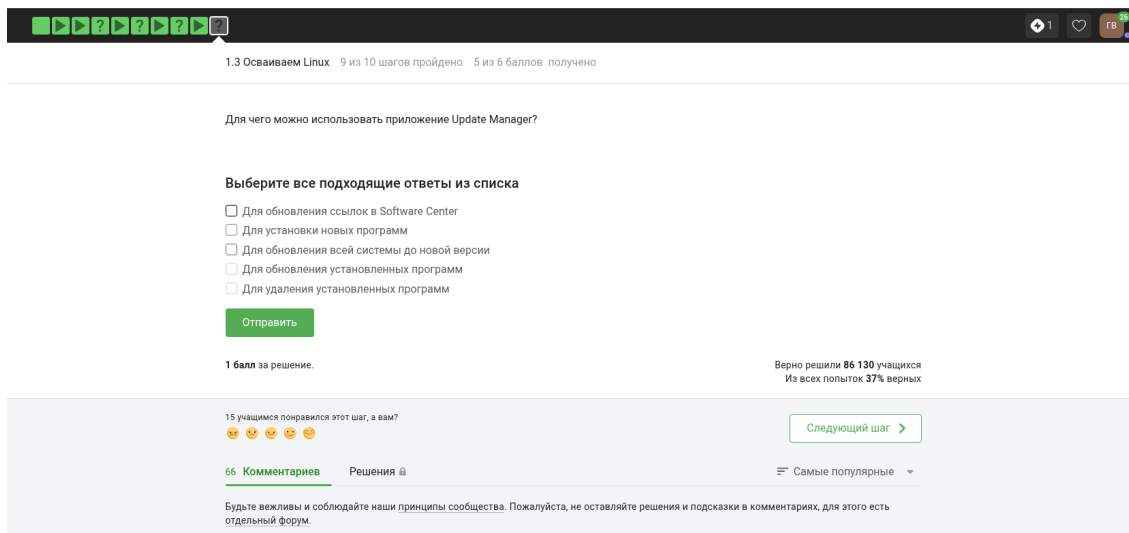 1
ГВ
26
1.3 Осваиваем Linux 9 из 10 шагов пройдено 5 из 6 баллов получено
Для чего можно использовать приложение Update Manager?
Выберите все подходящие ответы из списка
Для обновления ссылок в Software Center
Для установки новых программ
Для обновления всей системы до новой версии
Для обновления установленных программ
Для удаления установленных программ
Отправить
1 балл за решение.
Верно решили 86 130 учащихся
Из всех попыток 37% верных
15 учащимся понравился этот шаг, а вам?
Следующий шаг
66 Комментариев Решения
Самые популярные
Будьте вежливы и соблюдайте наши принципы сообщества. Пожалуйста, не оставляйте решения и подсказки в комментариях, для этого есть
отдельный форум.